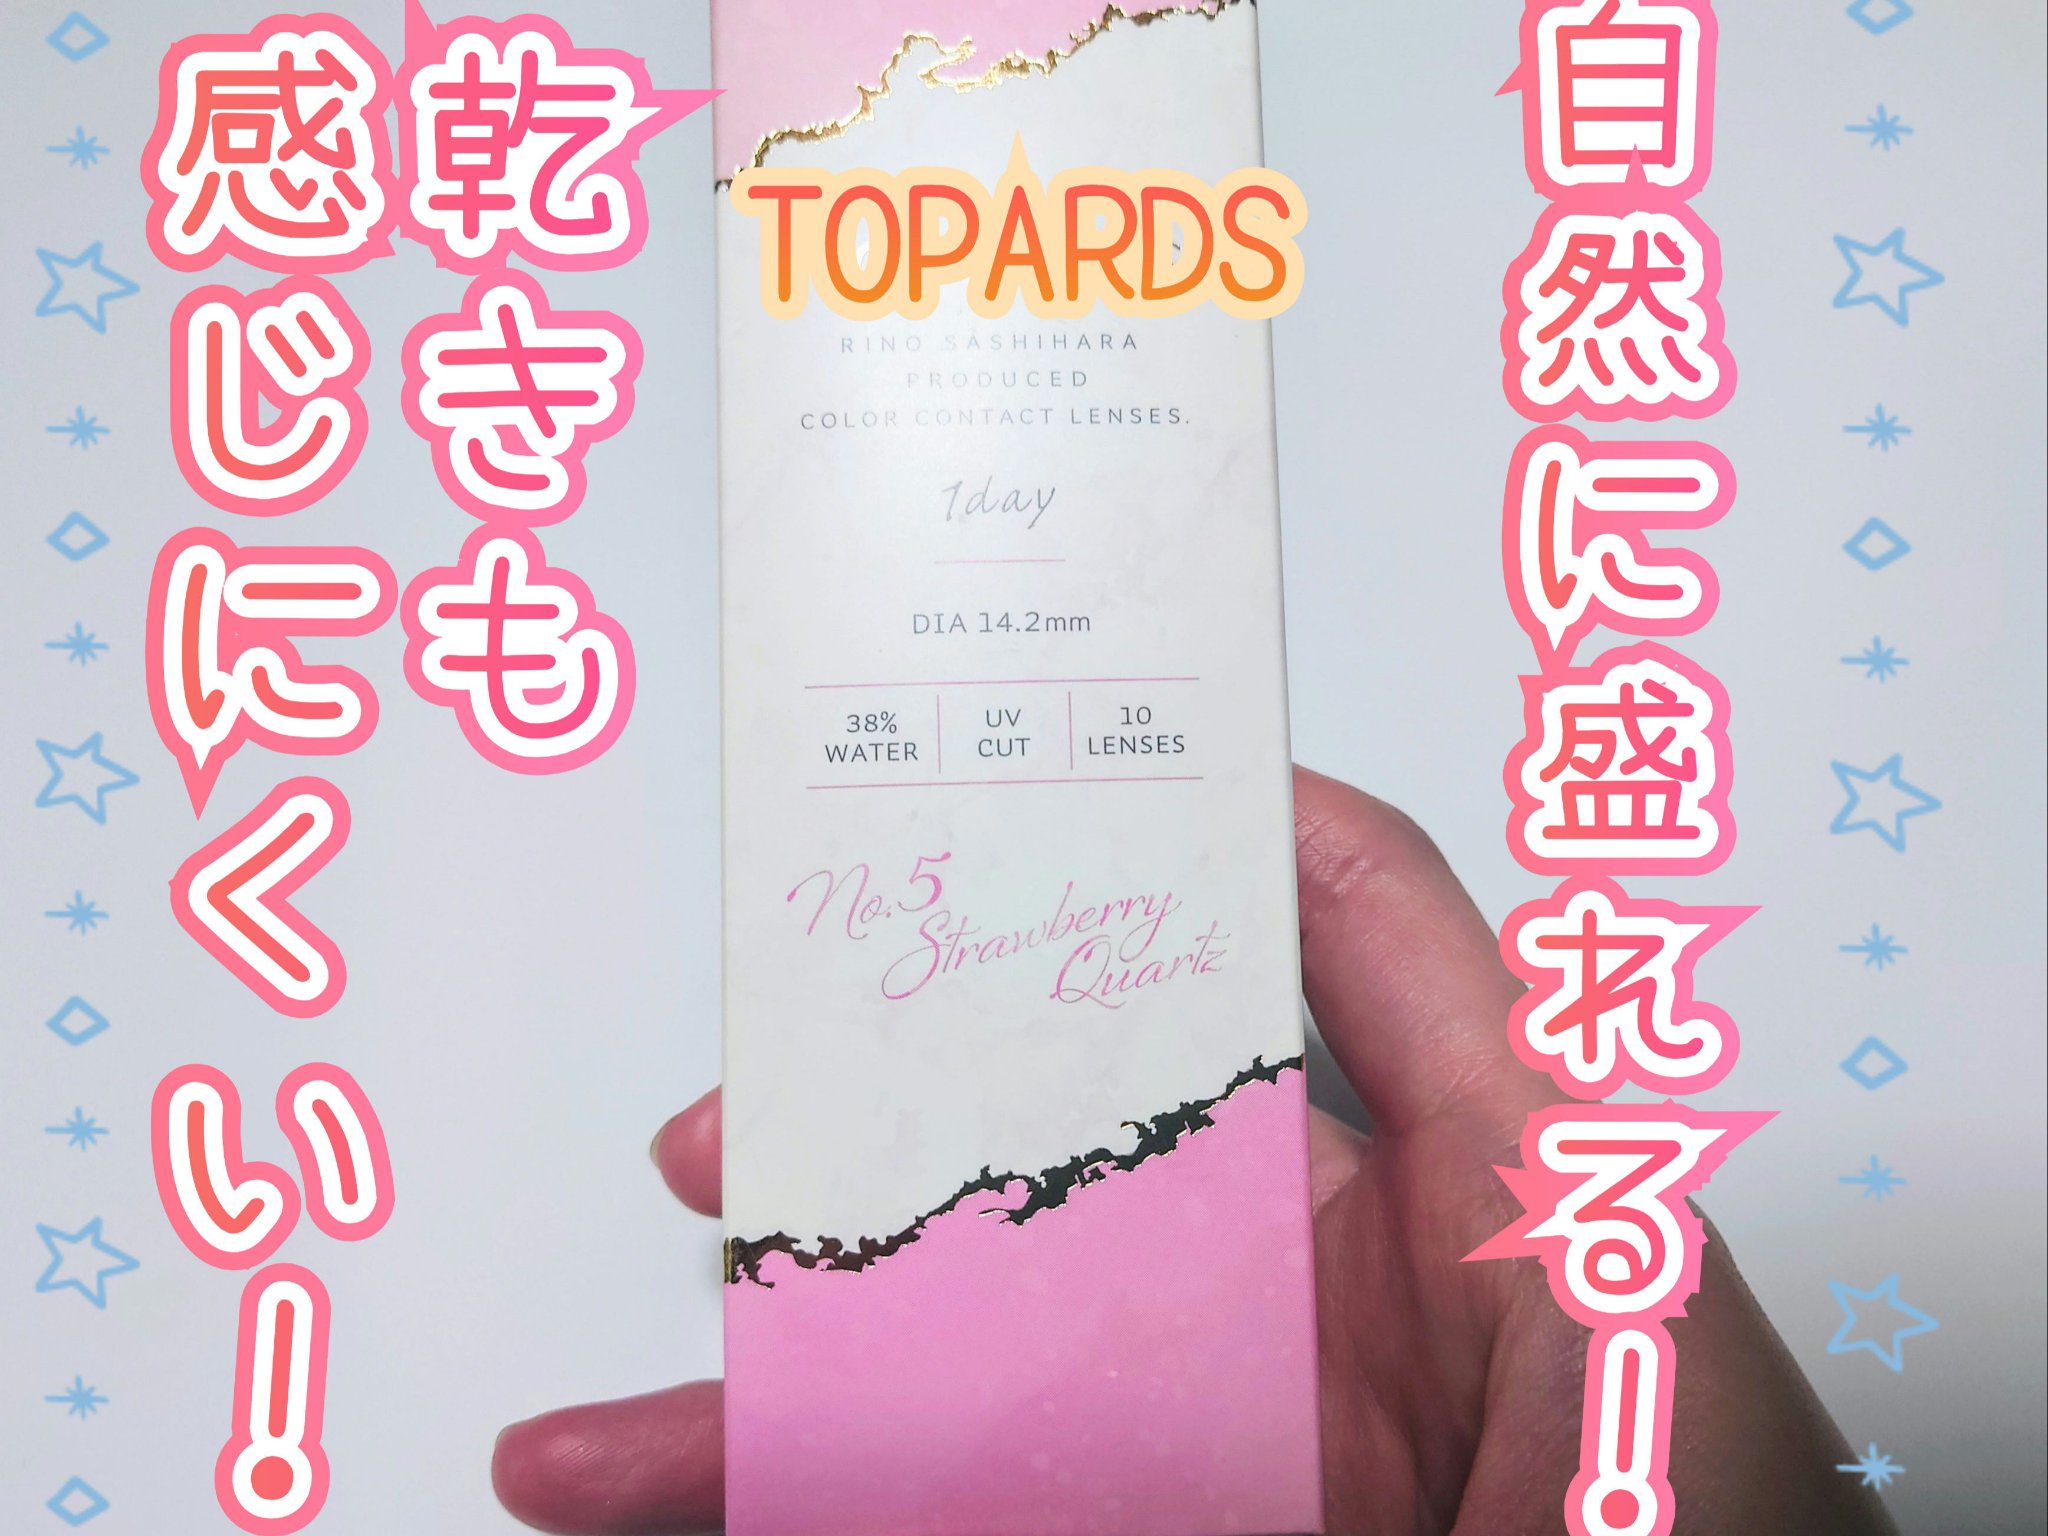 自然に盛れる!
乾きも
感じにくい!
TOPARDS
RINO SASHIHARA
PRODUCED
COLOR CONTACT LENSES.
1day
DIA 14.2mm
38%
WATER
UV
CUT
10
LENSES
No.5
Strawberry
Quartz